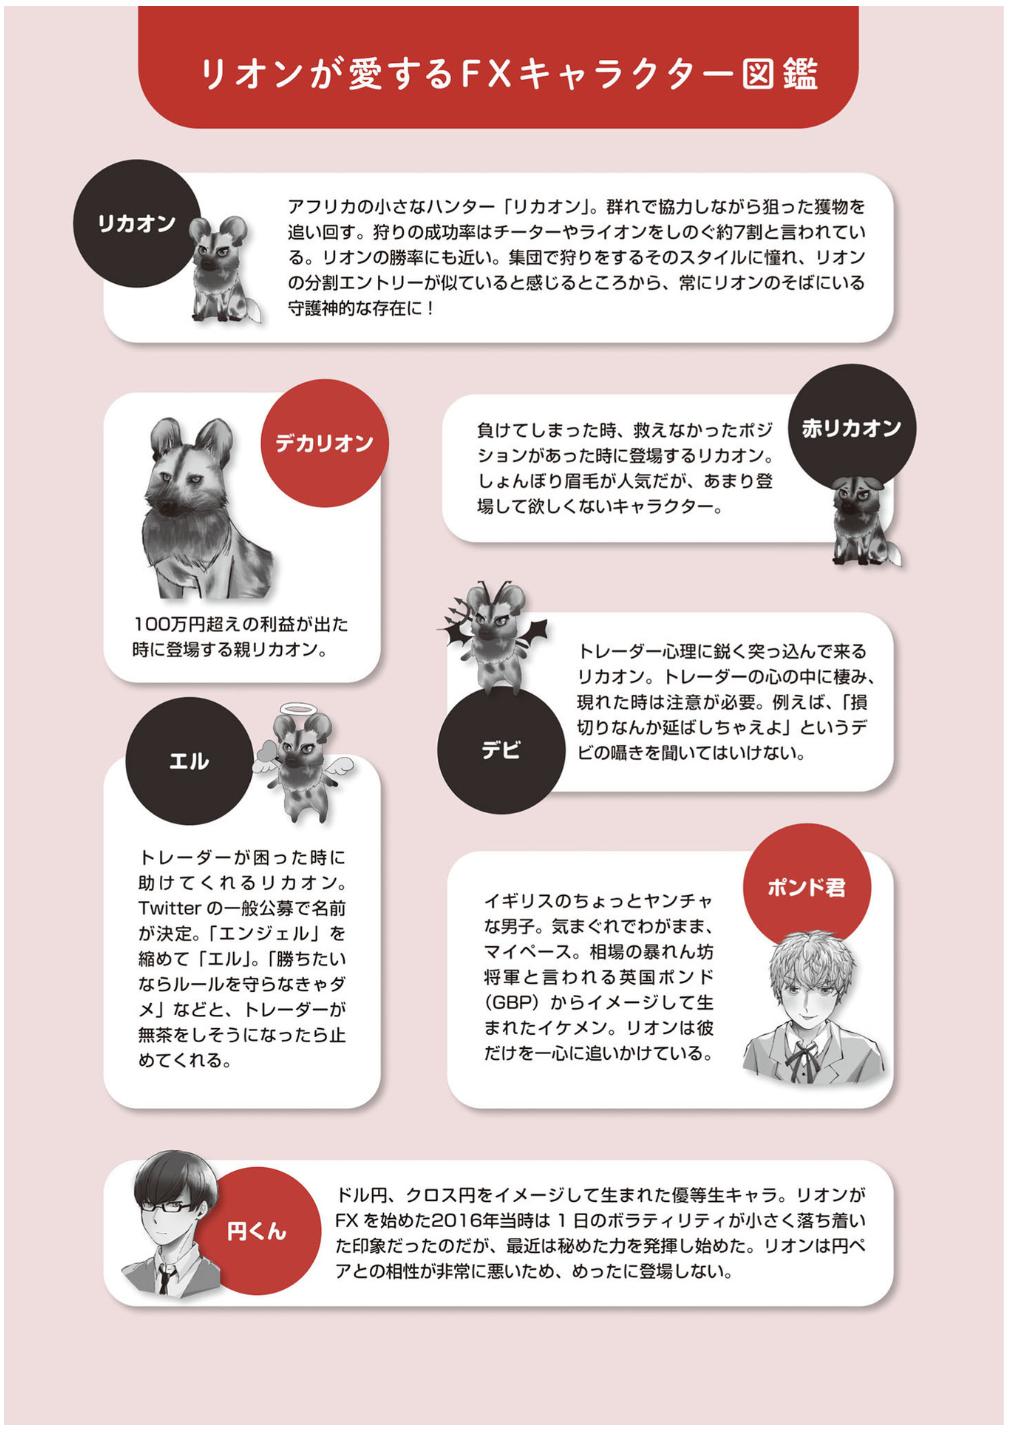 リオンが愛するFXキャラクター図鑑
リカオン
アフリカの小さなハンター「リカオン」。群れで協力しながら狙った獲物を
追い回す。狩りの成功率はチーターやライオンをしのぐ約7割と言われてい
る。リオンの勝率にも近い。集団で狩りをするそのスタイルに憧れ、リオン
の分割エントリーが似ていると感じるところから、常にリオンのそばにいる
守護神的な存在に！
デカリオン
100万円超えの利益が出た
時に登場する親リカオン。
赤リカオン
負けてしまった時、救えなかったポジ
ションがあった時に登場するリカオン。
しょんぼり眉毛が人気だが、あまり登
場して欲しくないキャラクター。
デビ
トレーダー心理に鋭く突っ込んで来る
リカオン。トレーダーの心の中に棲み、
現れた時は注意が必要。例えば、「損
切りなんか延ばしちゃえよ」というデ
ビの囁きを聞いてはいけない。
エル
トレーダーが困った時に
助けてくれるリカオン。
Twitter の一般公募で名前
が決定。「エンジェル」を
縮めて「エル」。「勝ちたい
ならルールを守らなきゃダ
メ」などと、トレーダーが
無茶をしそうになったら止
めてくれる。
ポンド君
イギリスのちょっとヤンチャ
な男子。気まぐれでわがまま、
マイペース。相場の暴れん坊
将軍と言われる英国ポンド
（GBP）からイメージして生
まれたイケメン。リオンは彼
だけを一心に追いかけている。
円くん
ドル円、クロス円をイメージして生まれた優等生キャラ。リオンが
FX を始めた2016年当時は 1 日のボラティリティが小さく落ち着い
た印象だったのだが、最近は秘めた力を発揮し始めた。リオンは円ペ
アとの相性が非常に悪いため、めったに登場しない。